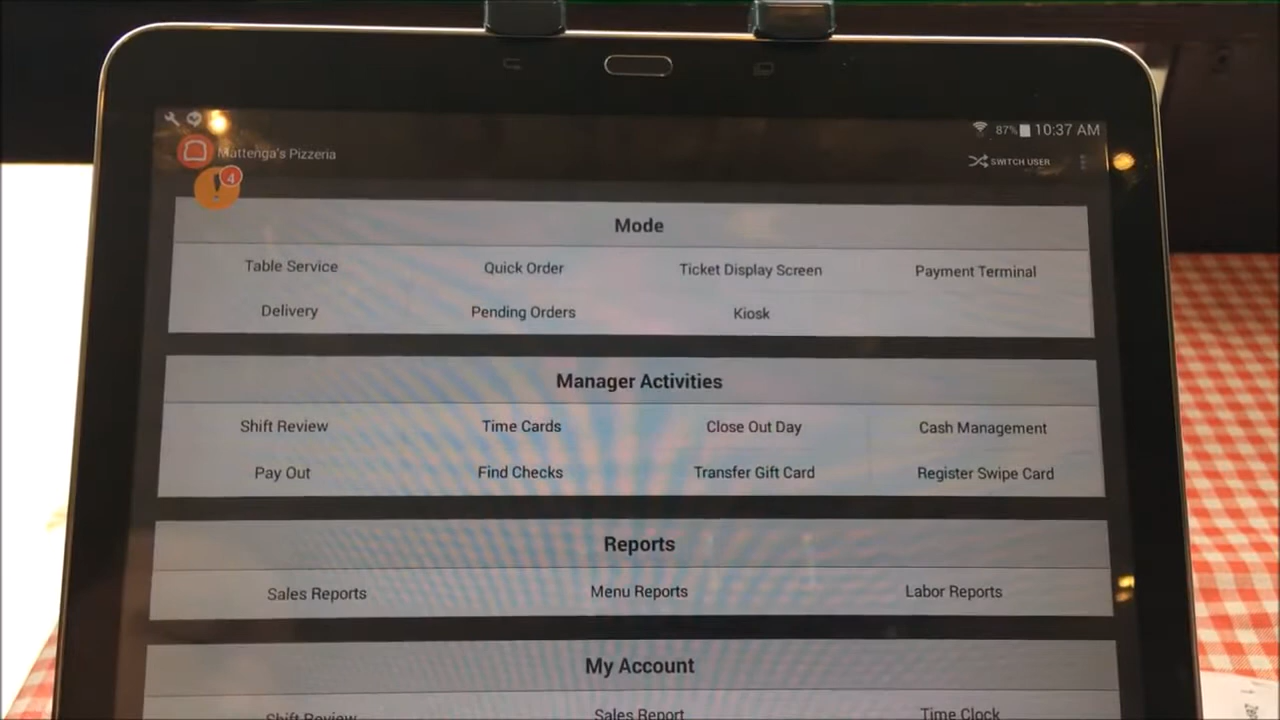 87% 10:37 AM
Mattenga's Pizzeria SWITCH USER
4
Mode
Table Service Quick Order Ticket Display Screen Payment Terminal
Delivery Pending Orders Kiosk
Manager Activities
Shift Review Time Cards Close Out Day Cash Management
Pay Out Find Checks Transfer Gift Card Register Swipe Card
Reports
Sales Reports Menu Reports Labor Reports
My Account
Shift Review Sales Report Time Clock